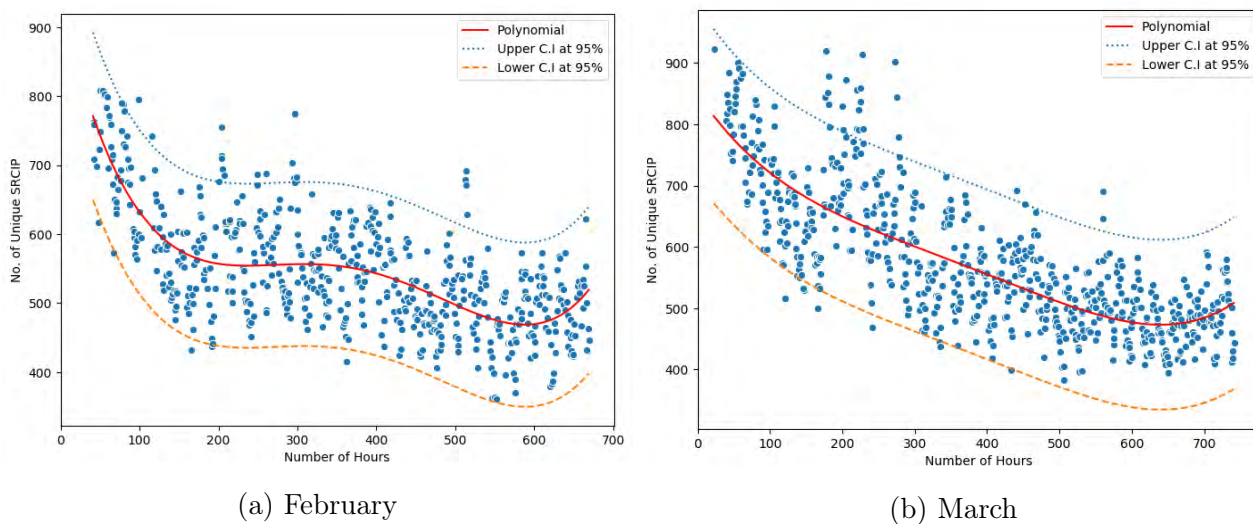 900
800
700
600
500
400
No. of Unique SRCIP
0 100 200 300 400 500 600 700
Number of Hours
Polynomial
Upper C.I at 95%
Lower C.I at 95%
(a) February
900
800
700
600
500
400
No. of Unique SRCIP
0 100 200 300 400 500 600 700
Number of Hours
Polynomial
Upper C.I at 95%
Lower C.I at 95%
(b) March